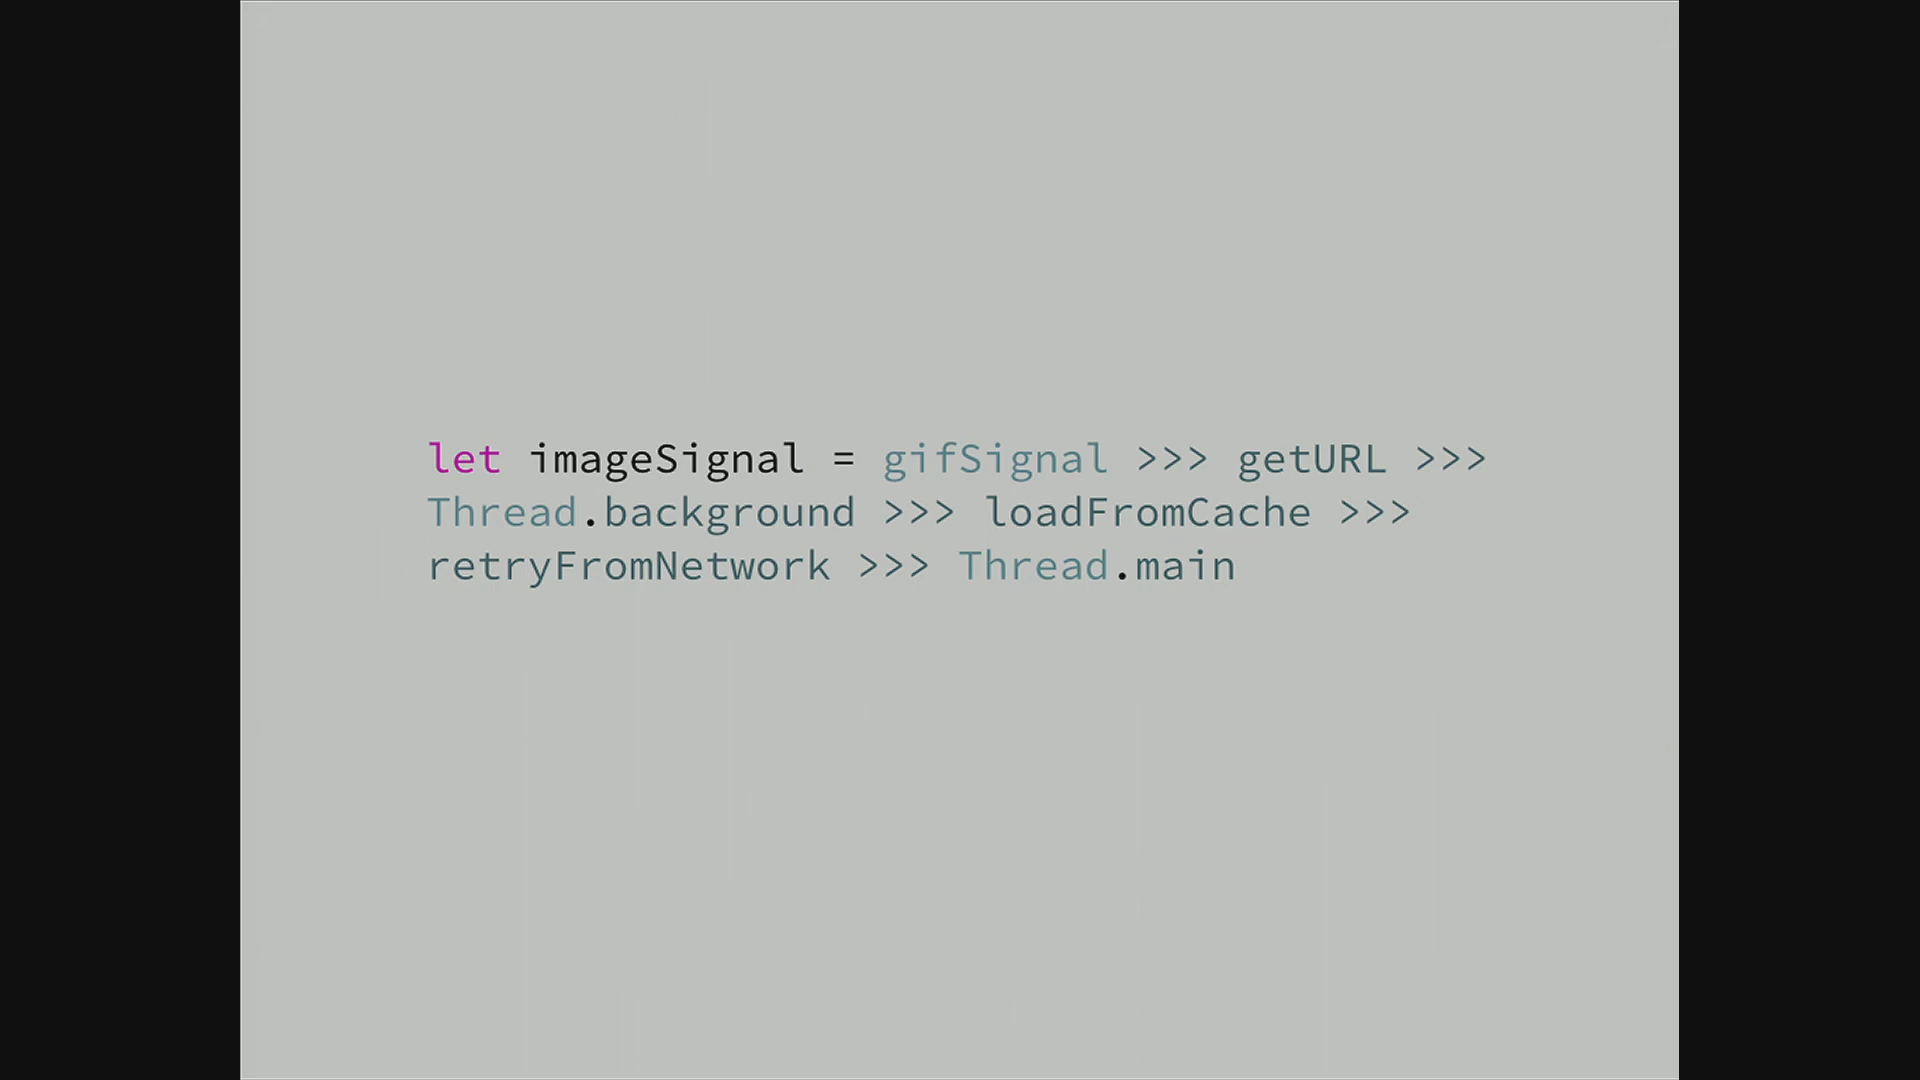 let imageSignal = gifSignal >>> getURL >>>
Thread.background >>> loadFromCache >>>
retryFromNetwork >>> Thread.main